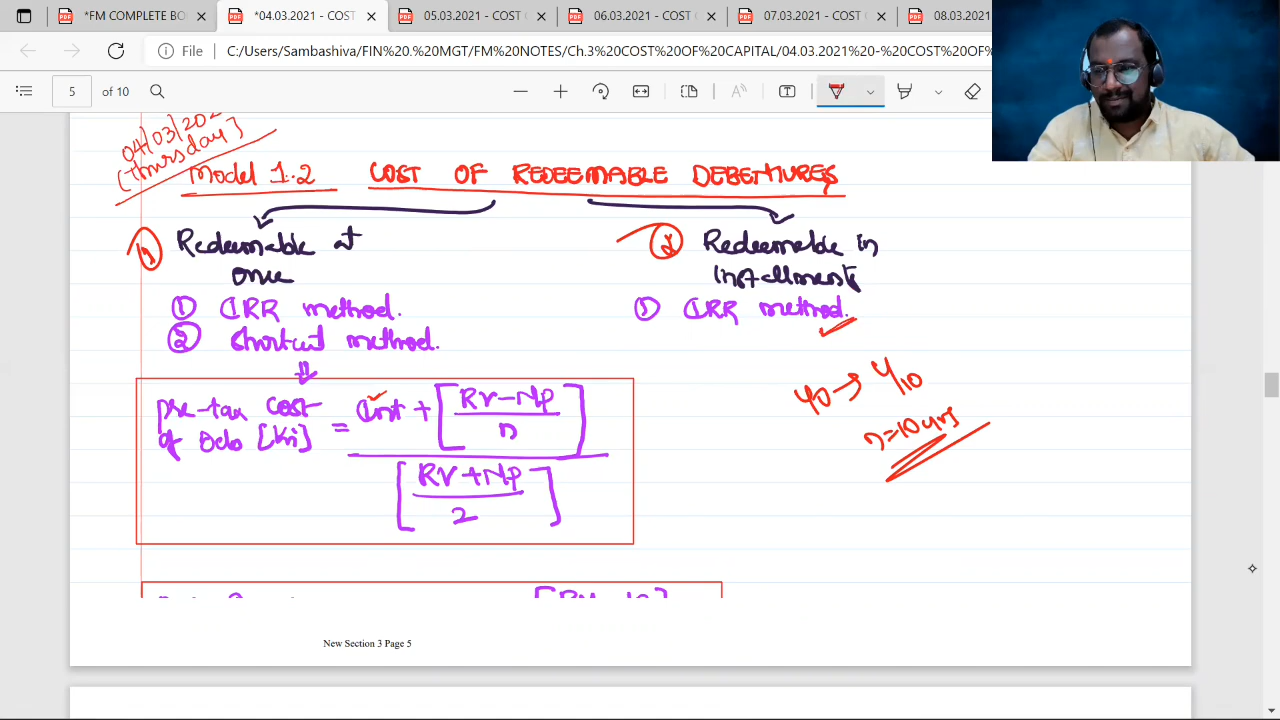 *FM COMPLETE BO
*04.03.2021 - COST
05.03.2021 - COST
06.03.2021 - COST
07.03.2021 - COST
08.03.2021
File
C:/Users/Sambashiva/FIN%20.%20MGT/FM%20NOTES/Ch.3%20COST%20OF%20CAPITAL/04.03.2021%20-%20COST%20OF%
5 of 10
04/03/202
[Thursday]
Model 1.2 COST OF REDEEMABLE DEBENTURES
1) Redeemable at
once
① IRR method.
② Shortcut method.
2) Redeemable in
Installments
① IRR method.
pre-tax cost
of Debs [Ki] = Int + [RV-NP/n]
[RV+NP/2]
n=10yrs
New Section 3 Page 5